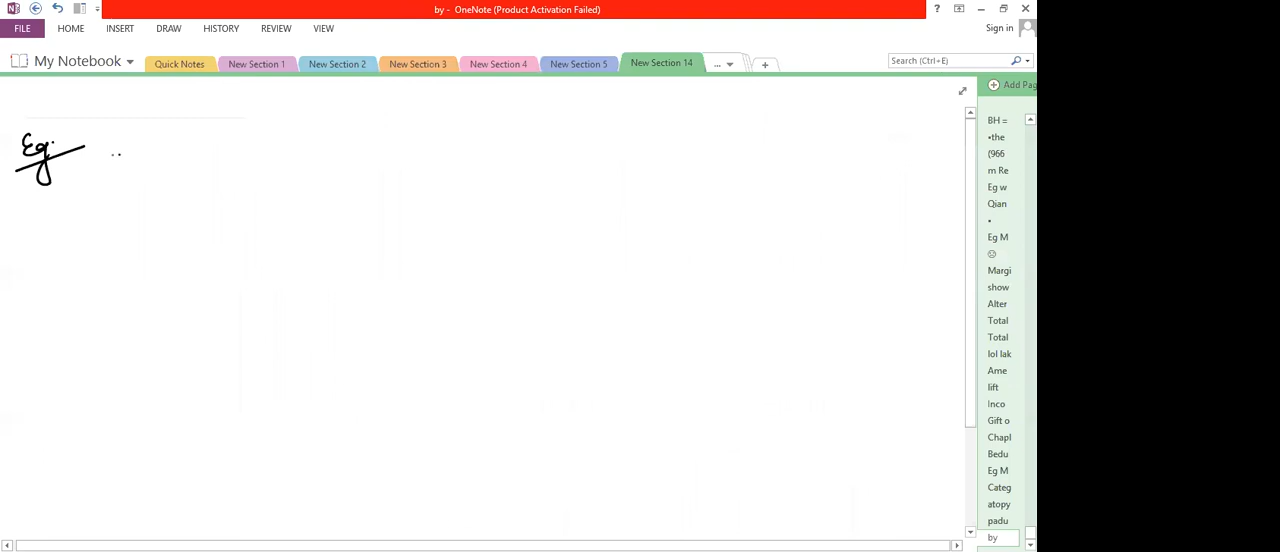 by - OneNote (Product Activation Failed)
?
FILE HOME INSERT DRAW HISTORY REVIEW VIEW Sign in
My Notebook Quick Notes New Section 1 New Section 2 New Section 3 New Section 4 New Section 5 New Section 14 ... + Search (Ctrl+E)
Add Pag
Eg.
BH =
•the
(966
m Re
Eg w
Qian
•
Eg M
☺
Margi
show
Alter
Total
Total
lol lak
Ame
lift
Inco
Gift o
Chapl
Bedu
Eg M
Categ
atopy
padu
by